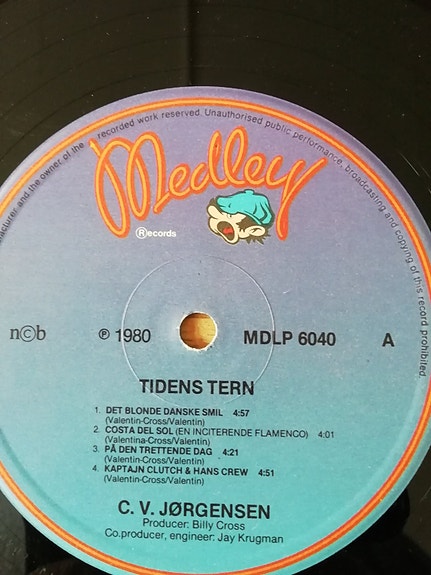 facturer and the owner of the recorded work reserved. Unauthorised public performance, broadcasting and copying of this record prohibited.
Medley
Records
ncb
℗ 1980
MDLP 6040
A
TIDENS TERN
1. DET BLONDE DANSKE SMIL 4:57
(Valentin-Cross/Valentin)
2. COSTA DEL SOL (EN INCITERENDE FLAMENCO) 4:01
(Valentina-Cross/Valentin)
3. PÅ DEN TRETTENDE DAG 4:21
(Valentin-Cross/Valentin)
4. KAPTAJN CLUTCH & HANS CREW 4:51
(Valentin-Cross/Valentin)
C. V. JØRGENSEN
Producer: Billy Cross
Co.producer, engineer: Jay Krugman